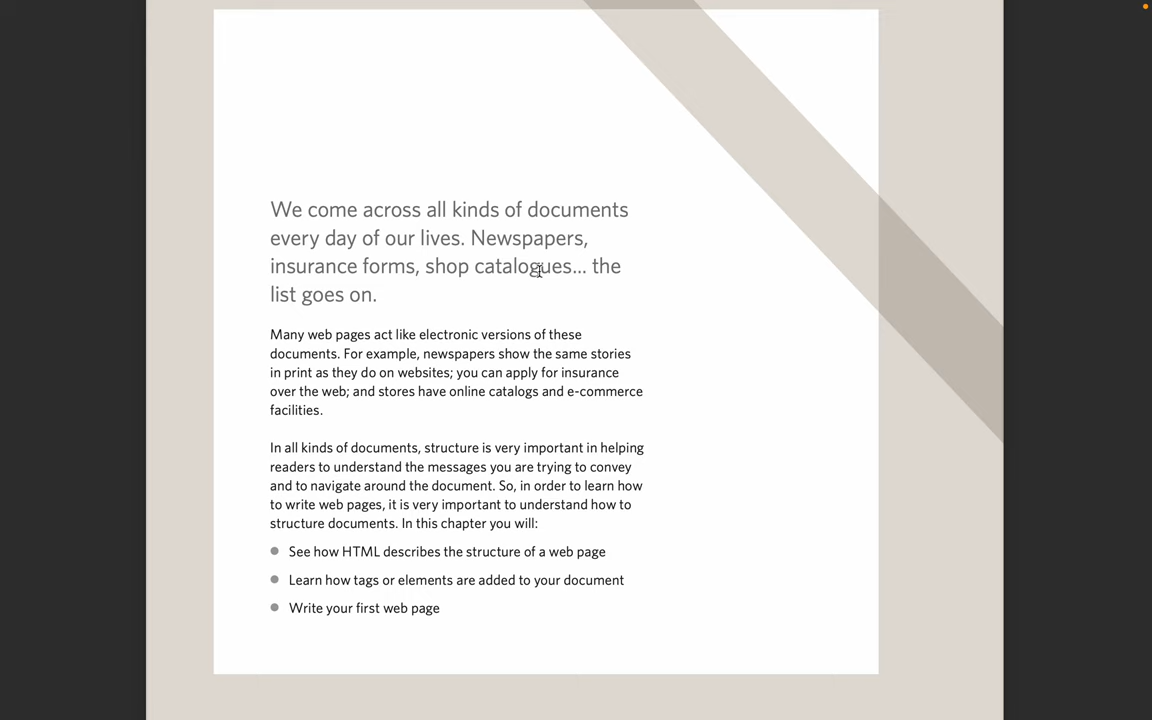 We come across all kinds of documents
every day of our lives. Newspapers,
insurance forms, shop catalogues... the
list goes on.
Many web pages act like electronic versions of these
documents. For example, newspapers show the same stories
in print as they do on websites; you can apply for insurance
over the web; and stores have online catalogs and e-commerce
facilities.
In all kinds of documents, structure is very important in helping
readers to understand the messages you are trying to convey
and to navigate around the document. So, in order to learn how
to write web pages, it is very important to understand how to
structure documents. In this chapter you will:
See how HTML describes the structure of a web page
Learn how tags or elements are added to your document
Write your first web page